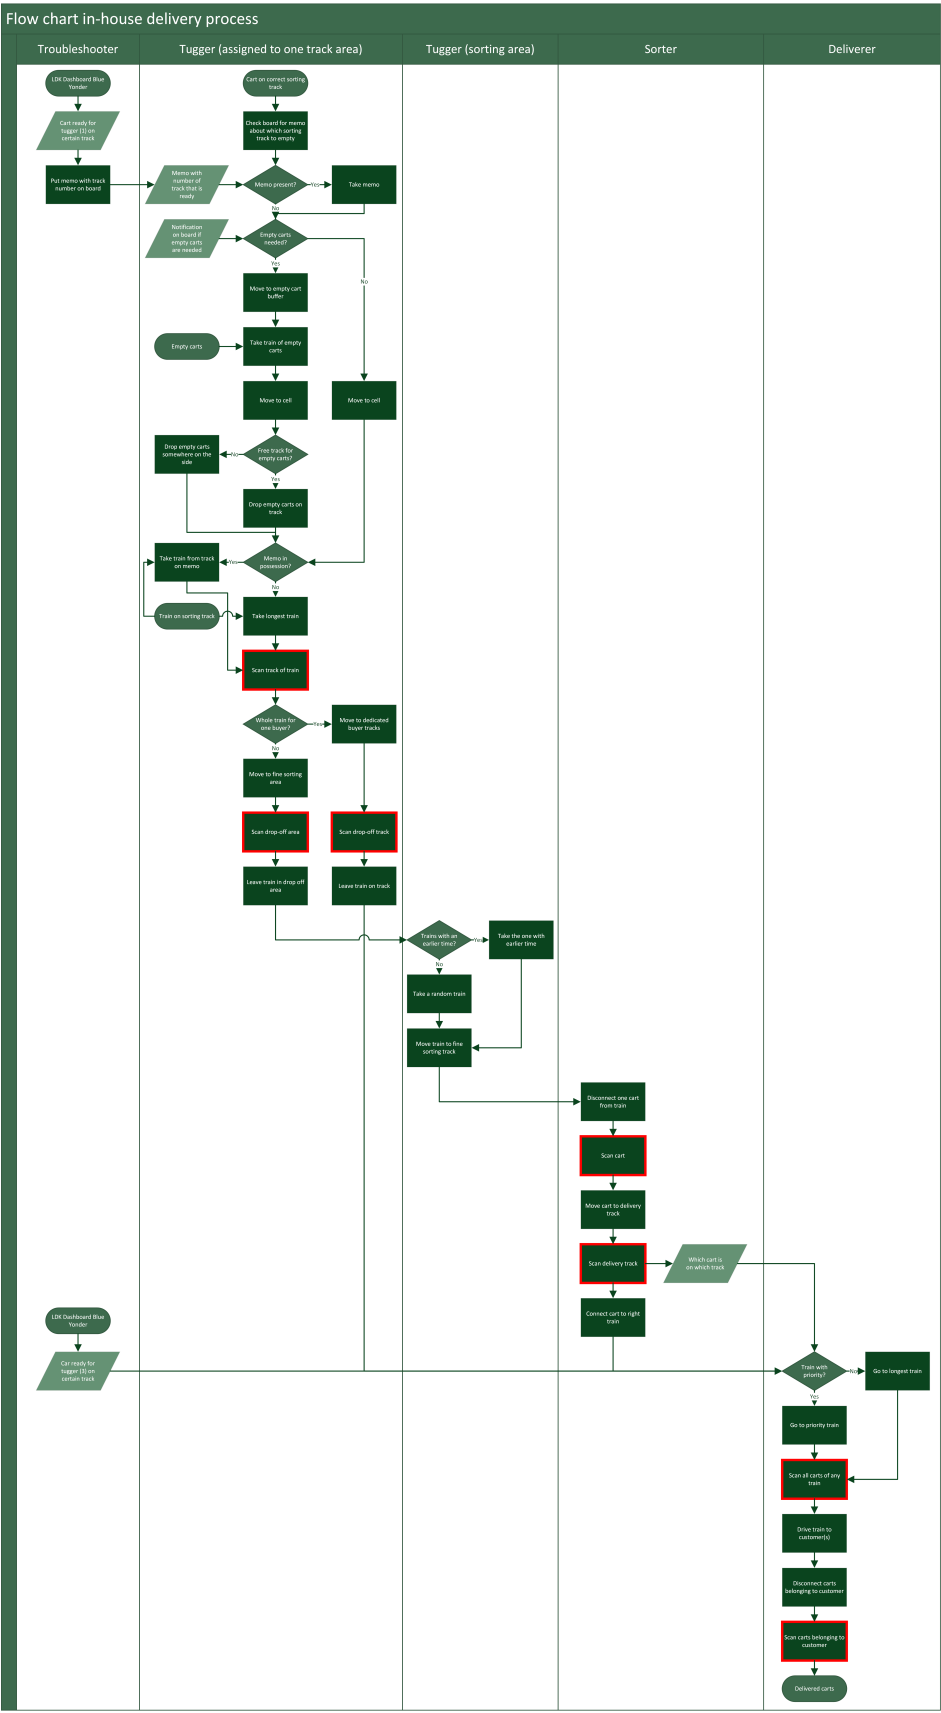 Flow chart in-house delivery process
Troubleshooter
Tugger (assigned to one track area)
Tugger (sorting area)
Sorter
Deliverer
LDK Dashboard Blue
Yonder
Cart on correct sorting
track
Cart ready for
tugger (1) on
certain track
Check board for memo
about which sorting
track to empty
Put memo with track
number on board
Memo with
number of
track that is
ready
Memo present?
Yes
Take memo
No
Notification
on board if
empty carts
are needed
Empty carts
needed?
Yes
No
Move to empty cart
buffer
Empty carts
Take train of empty
carts
Move to cell
Move to cell
Drop empty carts
somewhere on the
side
No
Free track for
empty carts?
Yes
Drop empty carts on
track
Take train from track
on memo
Yes
Memo in
possession?
No
Train on sorting track
Take longest train
Scan track of train
Whole train for
one buyer?
Yes
Move to dedicated
buyer tracks
No
Move to fine sorting
area
Scan drop-off area
Scan drop-off track
Leave train in drop off
area
Leave train on track
Trains with an
earlier time?
Yes
Take the one with
earlier time
No
Take a random train
Move train to fine
sorting track
Disconnect one cart
from train
Scan cart
Move cart to delivery
track
Scan delivery track
Which cart is
on which track
Connect cart to right
train
LDK Dashboard Blue
Yonder
Car ready for
tugger (3) on
certain track
Train with
priority?
No
Go to longest train
Yes
Go to priority train
Scan all carts of any
train
Drive train to
customer(s)
Disconnect carts
belonging to customer
Scan carts belonging to
customer
Delivered carts